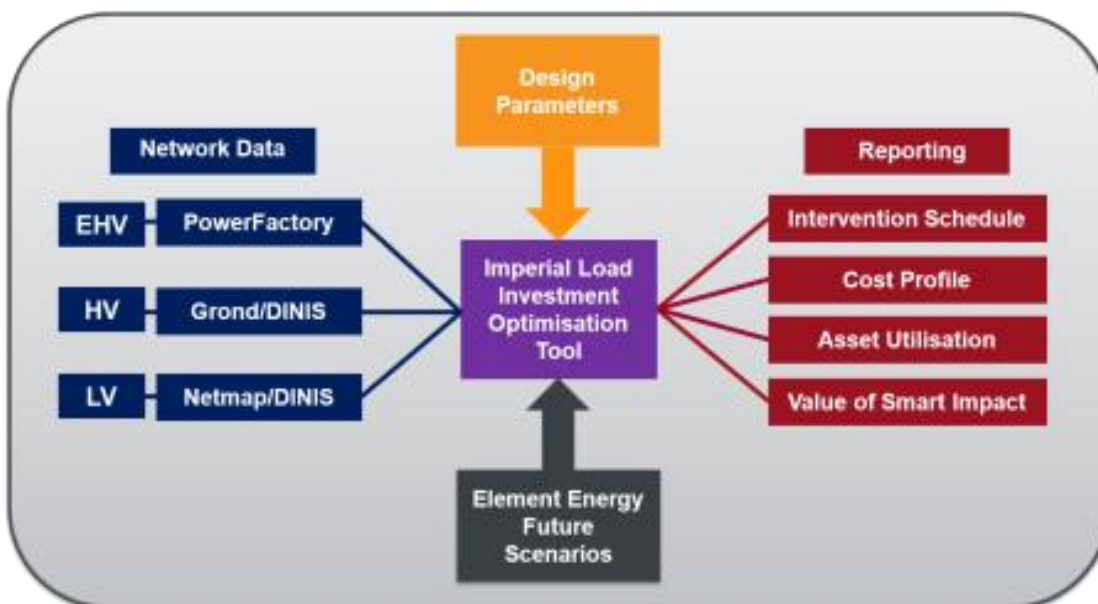 Design
Parameters
Network Data
Reporting
EHV
PowerFactory
Intervention Schedule
Imperial Load
Investment
Optimisation
Tool
Cost Profile
HV
Grond/DINIS
Asset Utilisation
LV
Netmap/DINIS
Value of Smart Impact
Element Energy
Future
Scenarios